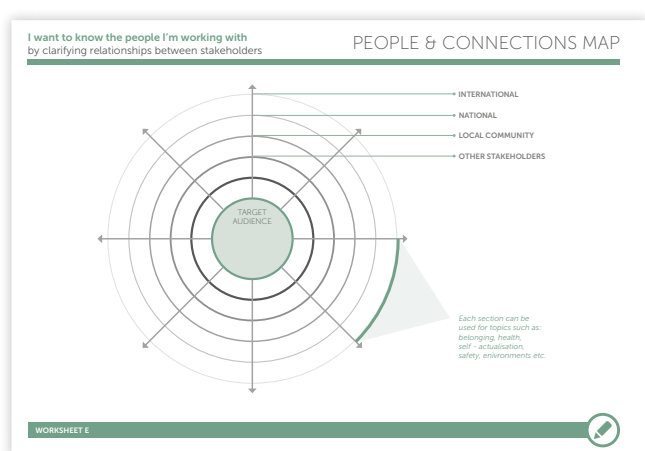 I want to know the people I'm working with
by clarifying relationships between stakeholders
PEOPLE & CONNECTIONS MAP
INTERNATIONAL
NATIONAL
LOCAL COMMUNITY
OTHER STAKEHOLDERS
TARGET
AUDIENCE
Each section can be
used for topics such as:
belonging, health,
self - actualisation,
safety, enivronments etc.
WORKSHEET E